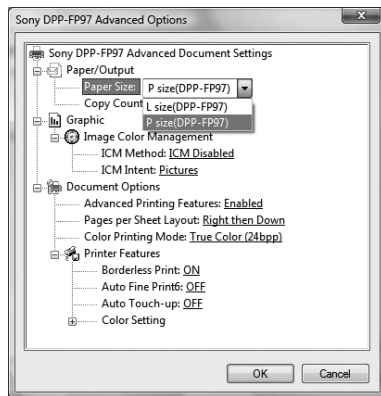 Sony DPP-FP97 Advanced Options
Sony DPP-FP97 Advanced Document Settings
Paper/Output
Paper Size: P size(DPP-FP97)
L size(DPP-FP97)
Copy Count
P size(DPP-FP97)
Graphic
Image Color Management
ICM Method: ICM Disabled
ICM Intent: Pictures
Document Options
Advanced Printing Features: Enabled
Pages per Sheet Layout: Right then Down
Color Printing Mode: True Color (24bpp)
Printer Features
Borderless Print: ON
Auto Fine Print6: OFF
Auto Touch-up: OFF
Color Setting
OK Cancel